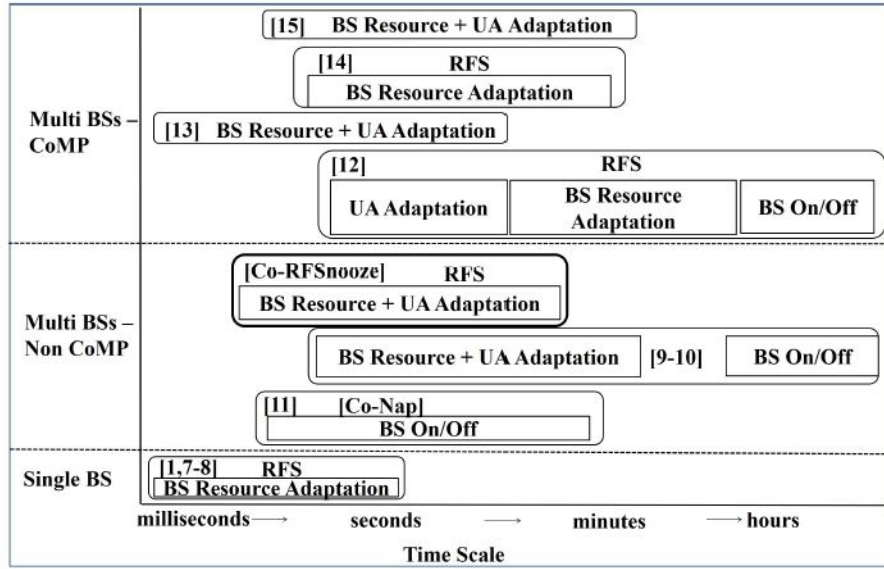 [15] BS Resource + UA Adaptation
[14] RFS
BS Resource Adaptation
Multi BSs –
CoMP
[13] BS Resource + UA Adaptation
[12] RFS
UA Adaptation
BS Resource
Adaptation
BS On/Off
[Co-RFSnooze] RFS
BS Resource + UA Adaptation
Multi BSs –
Non CoMP
BS Resource + UA Adaptation [9-10] BS On/Off
[11] [Co-Nap]
BS On/Off
Single BS
[1,7-8] RFS
BS Resource Adaptation
milliseconds → seconds → minutes → hours
Time Scale